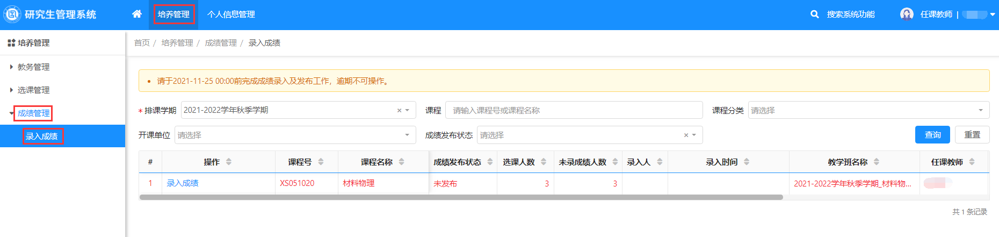 研究生管理系统
培养管理
个人信息管理
搜索系统功能
任课教师 |
培养管理
教务管理
选课管理
成绩管理
录入成绩
首页 / 培养管理 / 成绩管理 / 录入成绩
请于2021-11-25 00:00前完成成绩录入及发布工作，逾期不可操作。
* 排课学期 2021-2022学年秋季学期 × 课程 请输入课程号或课程名称 课程分类 请选择
开课单位 请选择 成绩发布状态 请选择 × 查询 重置
# 操作 课程号 课程名称 成绩发布状态 选课人数 未录成绩人数 录入人 录入时间 教学班名称 任课教师
1 录入成绩 XS051020 材料物理 未发布 3 3 2021-2022学年秋季学期_材料物...
共 1 条记录